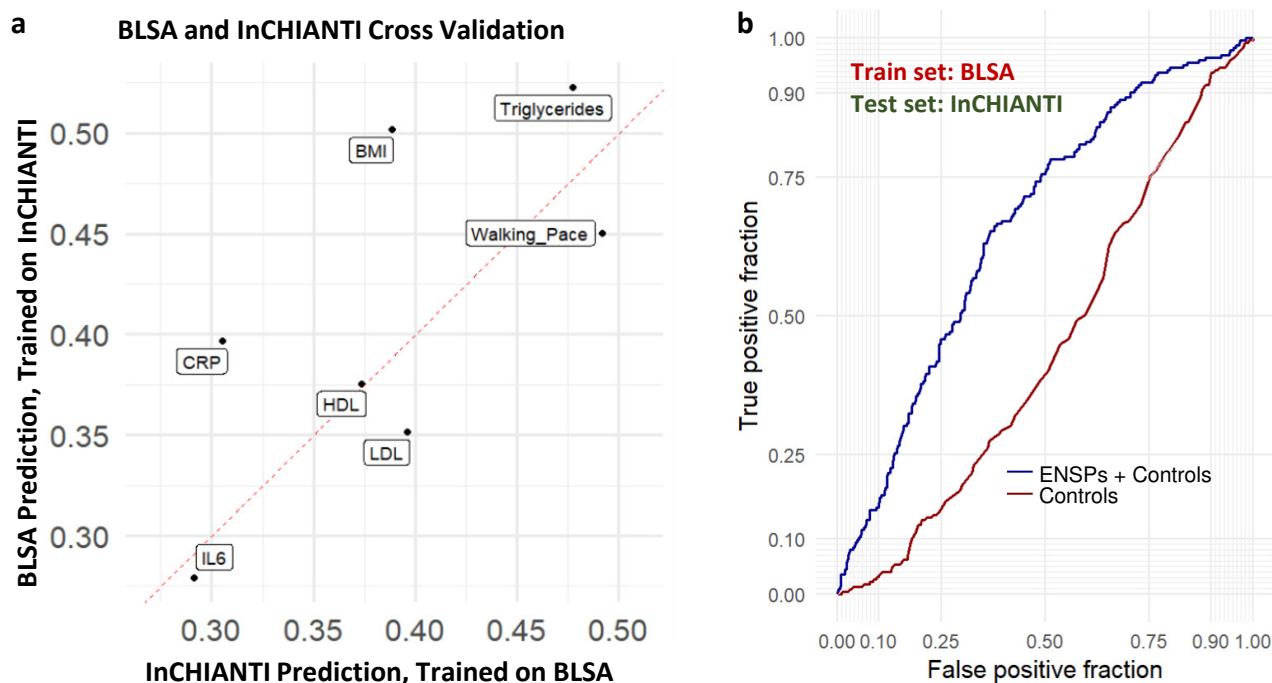 a
BLSA and InCHIANTI Cross Validation
BLSA Prediction, Trained on InCHIANTI
0.50
0.45
0.40
0.35
0.30
Triglycerides
BMI
Walking_Pace
CRP
HDL
LDL
IL6
0.30 0.35 0.40 0.45 0.50
InCHIANTI Prediction, Trained on BLSA
b
Train set: BLSA
Test set: InCHIANTI
True positive fraction
1.00
0.90
0.75
0.50
0.25
0.10
0.00
ENSPs + Controls
Controls
0.00 0.10 0.25 0.50 0.75 0.90 1.00
False positive fraction